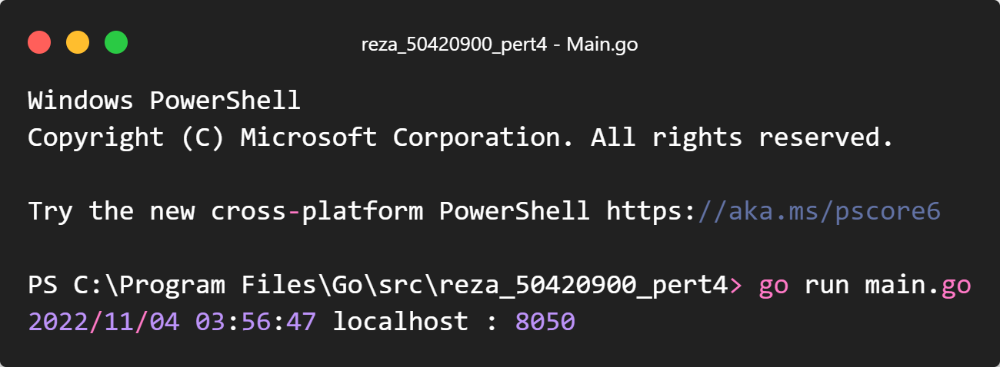 reza_50420900_pert4 - Main.go
Windows PowerShell
Copyright (C) Microsoft Corporation. All rights reserved.
Try the new cross-platform PowerShell https://aka.ms/pscore6
PS C:\Program Files\Go\src\reza_50420900_pert4> go run main.go
2022/11/04 03:56:47 localhost : 8050